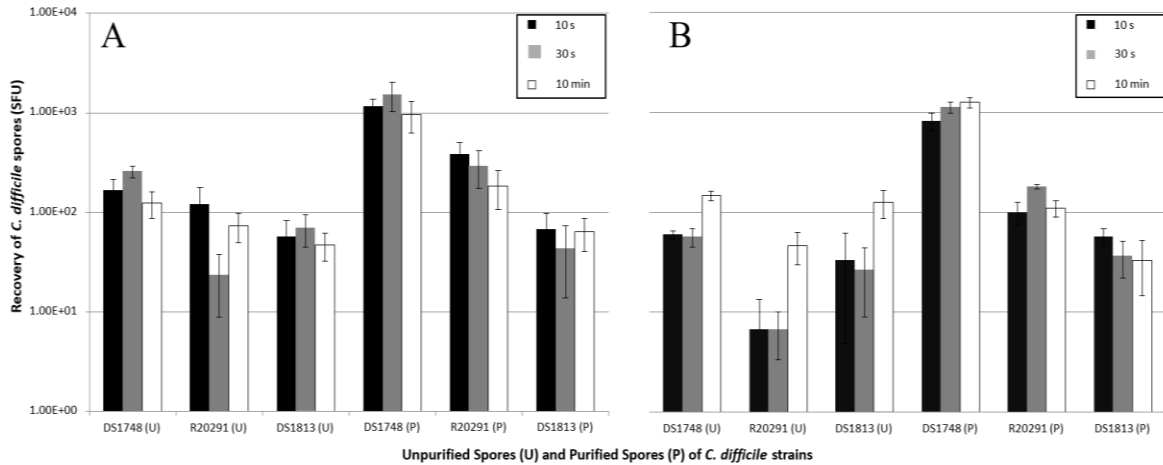 A
B
1.00E+04
1.00E+03
1.00E+02
1.00E+01
1.00E+00
Recovery of C. difficile spores (SFU)
10 s
30 s
10 min
10 s
30 s
10 min
DS1748 (U) R20291 (U) DS1813 (U) DS1748 (P) R20291 (P) DS1813 (P)
DS1748 (U) R20291 (U) DS1813 (U) DS1748 (P) R20291 (P) DS1813 (P)
Unpurified Spores (U) and Purified Spores (P) of C. difficile strains